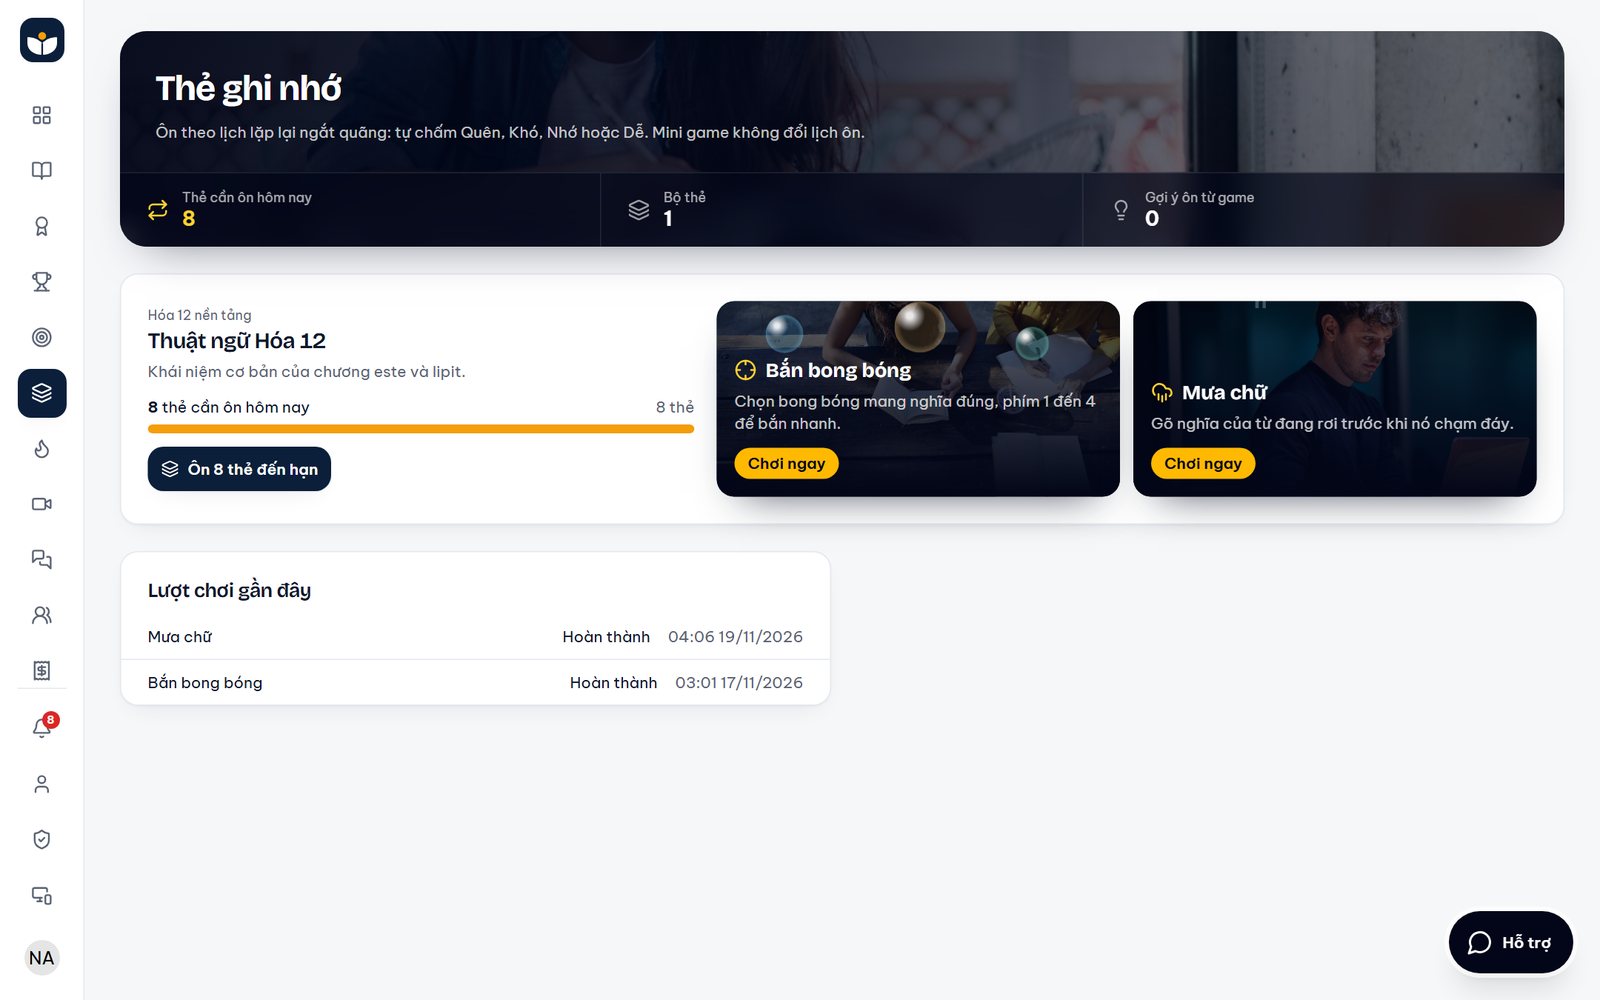 Thẻ ghi nhớ
Ôn theo lịch lặp lại ngắt quãng: tự chấm Quên, Khó, Nhớ hoặc Dễ. Mini game không đổi lịch ôn.
Thẻ cần ôn hôm nay
8
Bộ thẻ
1
Gợi ý ôn từ game
0
Hóa 12 nền tảng
Thuật ngữ Hóa 12
Khái niệm cơ bản của chương este và lipit.
8 thẻ cần ôn hôm nay
8 thẻ
Ôn 8 thẻ đến hạn
Bắn bong bóng
Chọn bong bóng mang nghĩa đúng, phím 1 đến 4
để bắn nhanh.
Chơi ngay
Mưa chữ
Gõ nghĩa của từ đang rơi trước khi nó chạm đáy.
Chơi ngay
Lượt chơi gần đây
Mưa chữ Hoàn thành 04:06 19/11/2026
Bắn bong bóng Hoàn thành 03:01 17/11/2026
8
NA
Hỗ trợ